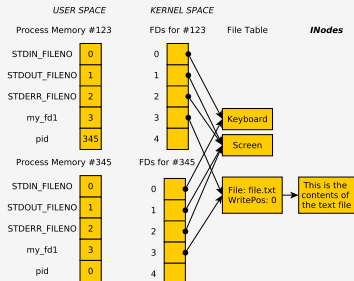 USER SPACE KERNEL SPACE
Process Memory #123 FDs for #123 File Table INodes
STDIN_FILENO 0 0
STDOUT_FILENO 1 1
STDERR_FILENO 2 2
my_fd1 3 3
pid 345 4
Keyboard
Screen
Process Memory #345 FDs for #345
STDIN_FILENO 0 0
STDOUT_FILENO 1 1
STDERR_FILENO 2 2
my_fd1 3 3
pid 0 4
File: file.txt
WritePos: 0
This is the
contents of
the text file